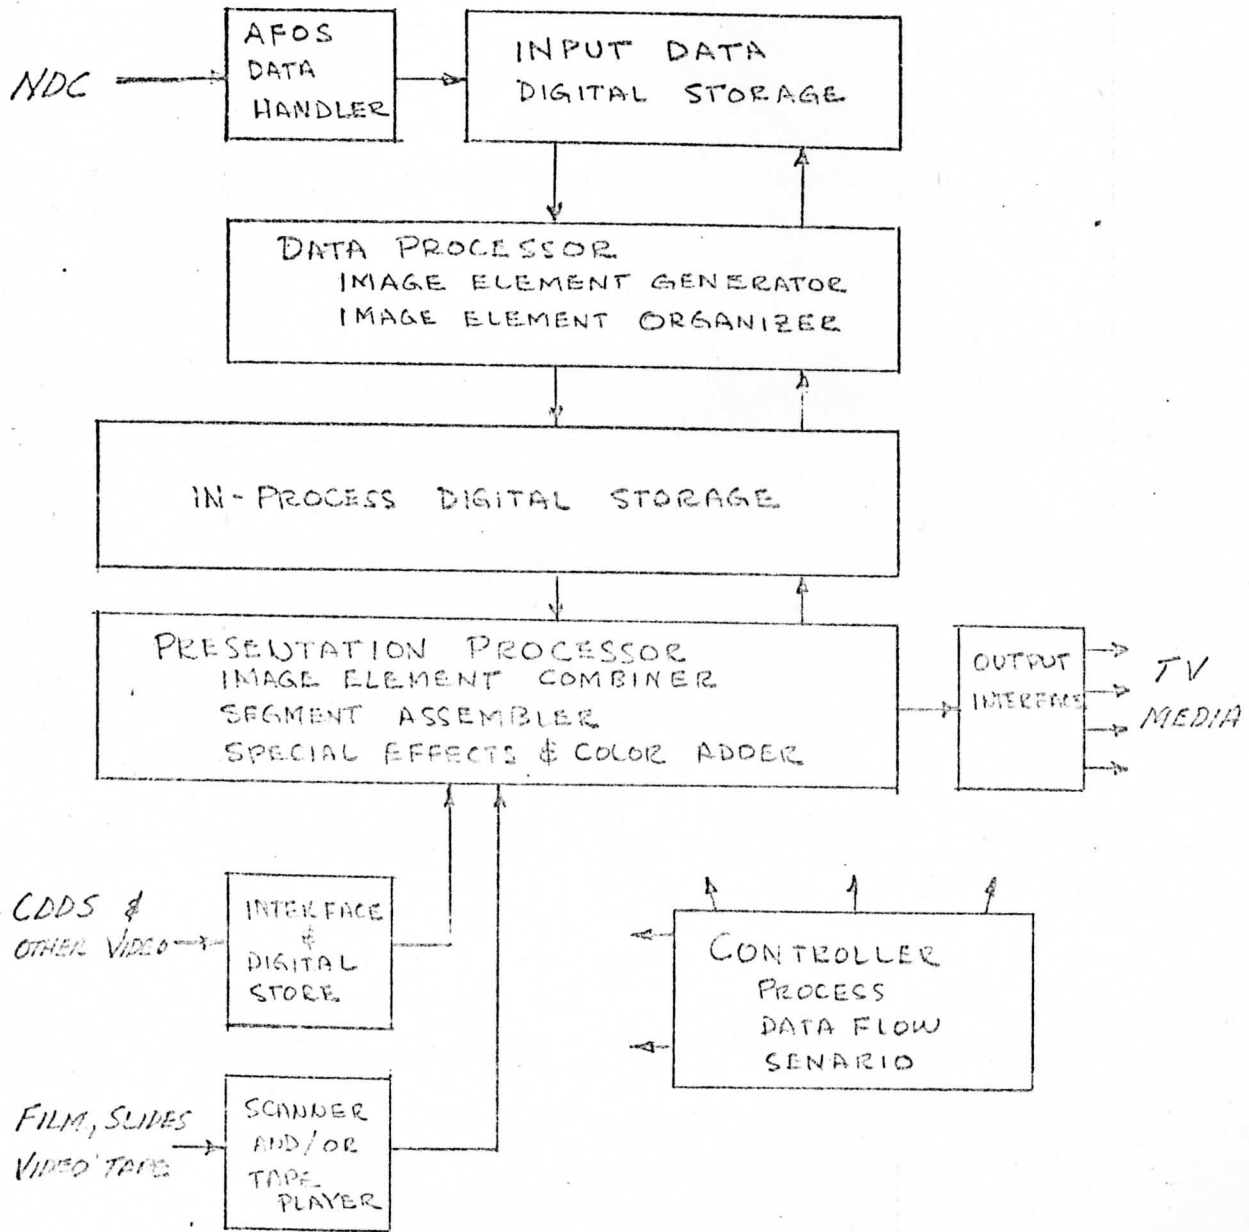 NDC
AFOS
DATA
HANDLER
INPUT DATA
DIGITAL STORAGE
DATA PROCESSOR
IMAGE ELEMENT GENERATOR
IMAGE ELEMENT ORGANIZER
IN-PROCESS DIGITAL STORAGE
PRESENTATION PROCESSOR
IMAGE ELEMENT COMBINER
SEGMENT ASSEMBLER
SPECIAL EFFECTS & COLOR ADDER
OUTPUT
INTERFACE
TV
MEDIA
CDDS &
OTHER VIDEO
INTERFACE
&
DIGITAL
STORE
CONTROLLER
PROCESS
DATA FLOW
SENARIO
FILM, SLIDES
VIDEO TAPE
SCANNER
AND/OR
TAPE
PLAYER